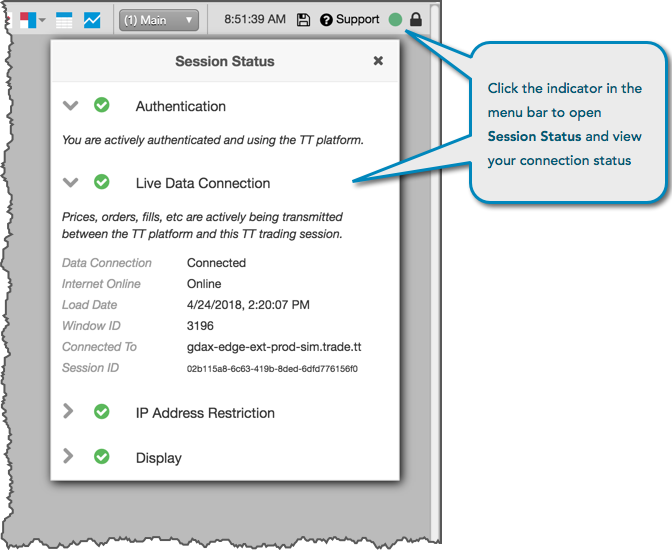 (1) Main
8:51:39 AM
Support
Session Status
Authentication
You are actively authenticated and using the TT platform.
Live Data Connection
Prices, orders, fills, etc are actively being transmitted
between the TT platform and this TT trading session.
Data Connection Connected
Internet Online Online
Load Date 4/24/2018, 2:20:07 PM
Window ID 3196
Connected To gdax-edge-ext-prod-sim.trade.tt
Session ID 02b115a8-6c63-419b-8ded-6dfd776156f0
IP Address Restriction
Display
Click the indicator in the
menu bar to open
Session Status and view
your connection status